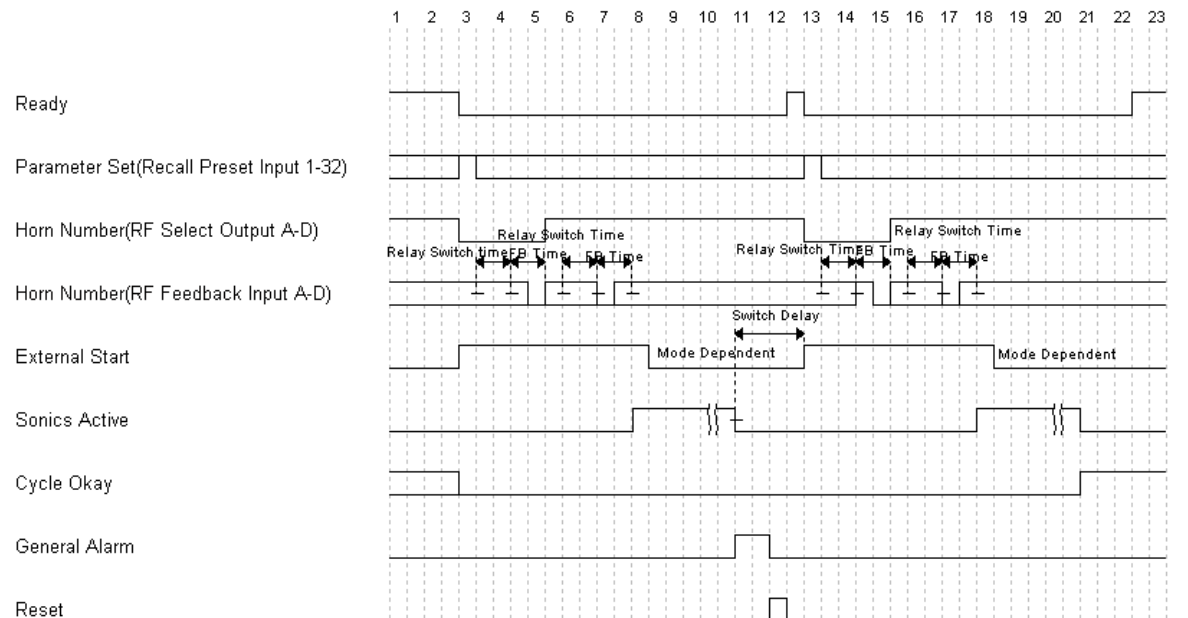 1 2 3 4 5 6 7 8 9 10 11 12 13 14 15 16 17 18 19 20 21 22 23
Ready
Parameter Set(Recall Preset Input 1-32)
Horn Number(RF Select Output A-D)
Relay Switch Time
Relay Switch Time
Relay Switch time
FB Time
FB Time
Relay Switch Time
FB Time
FB Time
Horn Number(RF Feedback Input A-D)
Switch Delay
External Start
Mode Dependent
Mode Dependent
Sonics Active
Cycle Okay
General Alarm
Reset